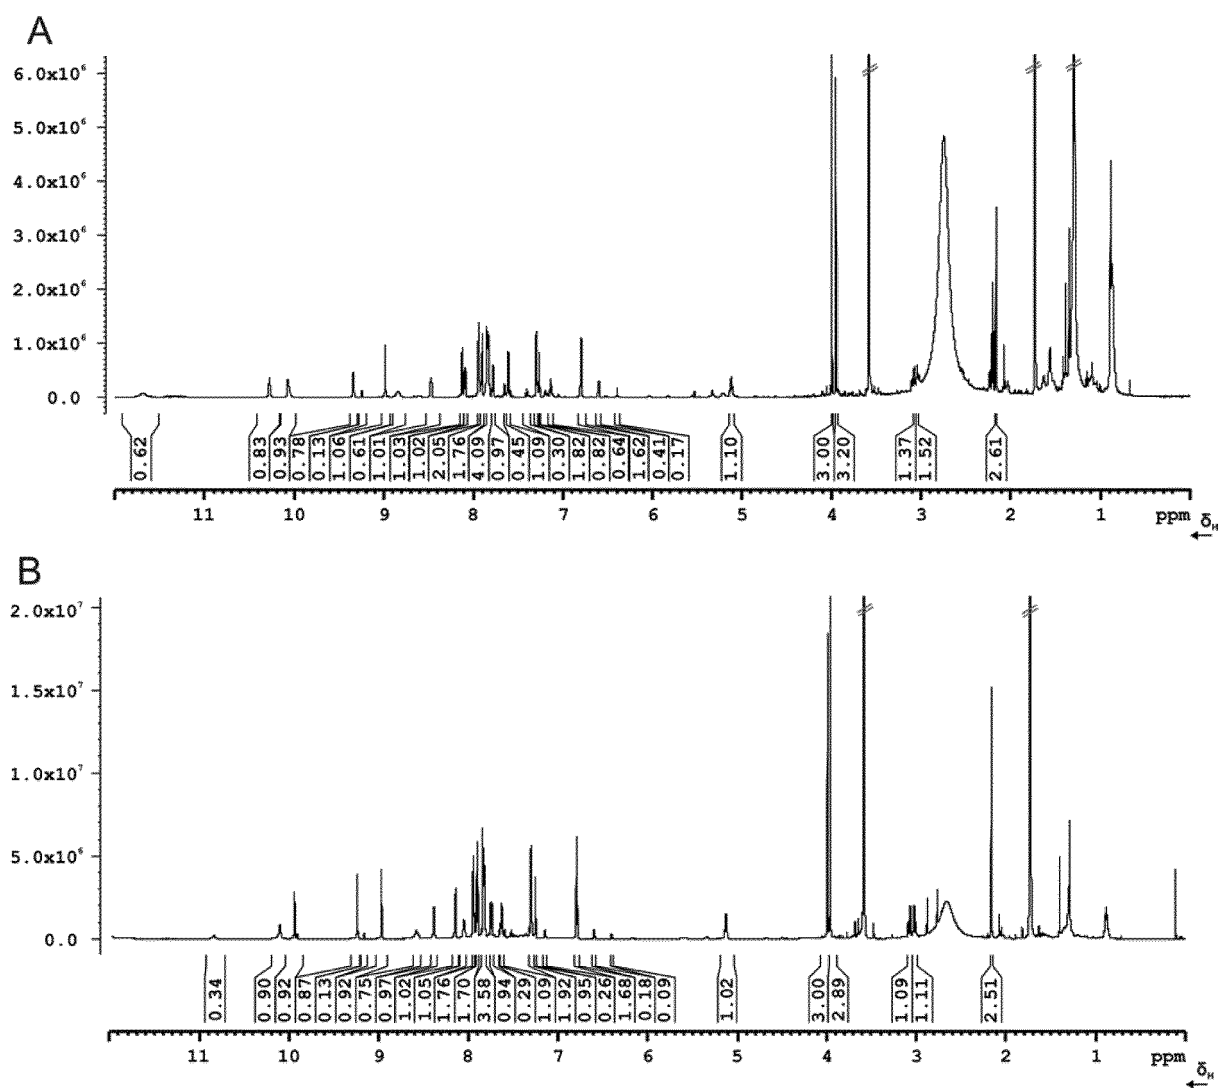 A
6.0x10⁶
5.0x10⁶
4.0x10⁶
3.0x10⁶
2.0x10⁶
1.0x10⁶
0.0
0.62 0.83 0.93 0.78 0.13 1.06 0.61 1.01 1.03 1.02 2.05 1.76 4.09 0.97 0.45 1.09 0.30 1.82 0.82 0.64 1.62 0.41 0.17 1.10 3.00 3.20 1.37 1.52 2.61
11 10 9 8 7 6 5 4 3 2 1 ppm δH
B
2.0x10⁷
1.5x10⁷
1.0x10⁷
5.0x10⁶
0.0
0.34 0.90 0.92 0.87 0.13 0.92 0.75 0.97 1.02 1.05 1.76 1.70 3.58 0.94 0.29 1.09 1.92 0.95 0.26 1.68 0.18 0.09 1.02 3.00 2.89 1.09 1.11 2.51
11 10 9 8 7 6 5 4 3 2 1 ppm δH